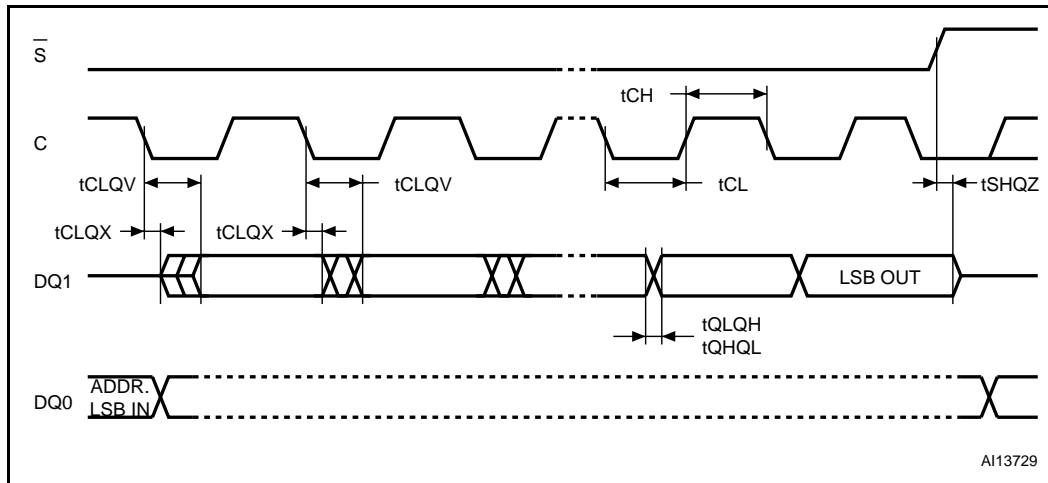 S
tCH
C
tCLQV
tCLQV
tCL
tSHQZ
tCLQX
tCLQX
DQ1
LSB OUT
tQLQH
tQHQL
ADDR.
DQ0
LSB IN
AI13729